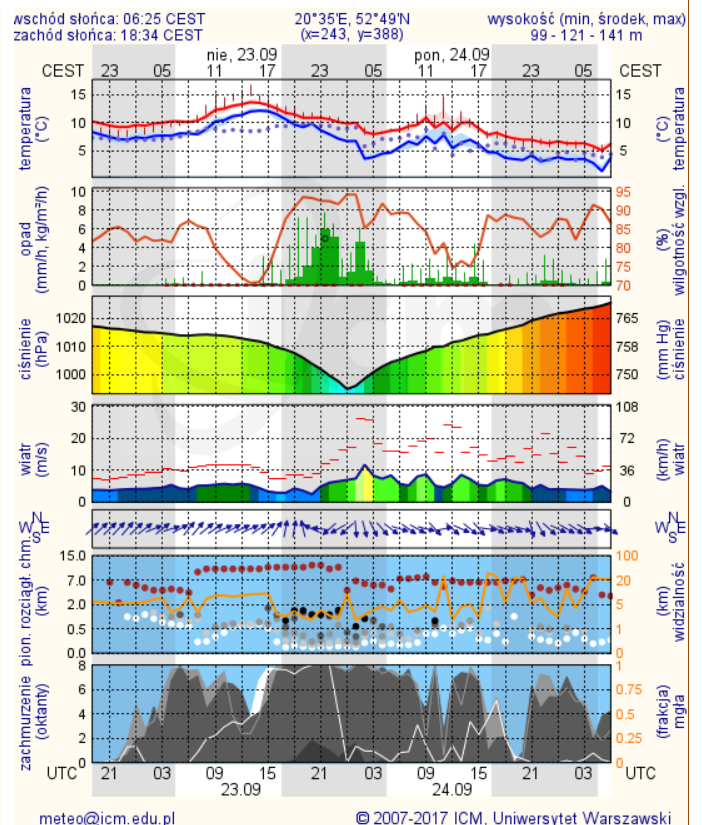 wschód słońca: 06:25 CEST 20°35'E, 52°49'N wysokość (min, środek, max)
zachód słońca: 18:34 CEST (x=243, y=388) 99 - 121 - 141 m
nie, 23.09 pon, 24.09
CEST 23 05 11 17 23 05 11 17 23 05 CEST
temperatura
(°C)
15
10
5
15
10
5
(°C)
temperatura
opad
(mm/h, kg/m²/h)
10
8
6
4
2
0
95
90
85
80
75
70
(%)
wilgotność wzgl.
ciśnienie
(hPa)
1020
1010
1000
765
758
750
(mm Hg)
ciśnienie
wiatr
(m/s)
30
20
10
0
108
72
36
0
(km/h)
wiatr
N
W E
S
N
W E
S
pion. rozciągł. chm.
(km)
15.0
7.0
2.0
0.5
0.0
100
20
5
1
0
(km)
widzialność
zachmurzenie
(oktanty)
8
6
4
2
0
1
0.75
0.5
0.25
0
(frakcja)
mgła
UTC 21 03 09 15 21 03 09 15 21 03 UTC
23.09 24.09
meteo@icm.edu.pl © 2007-2017 ICM, Uniwersytet Warszawski